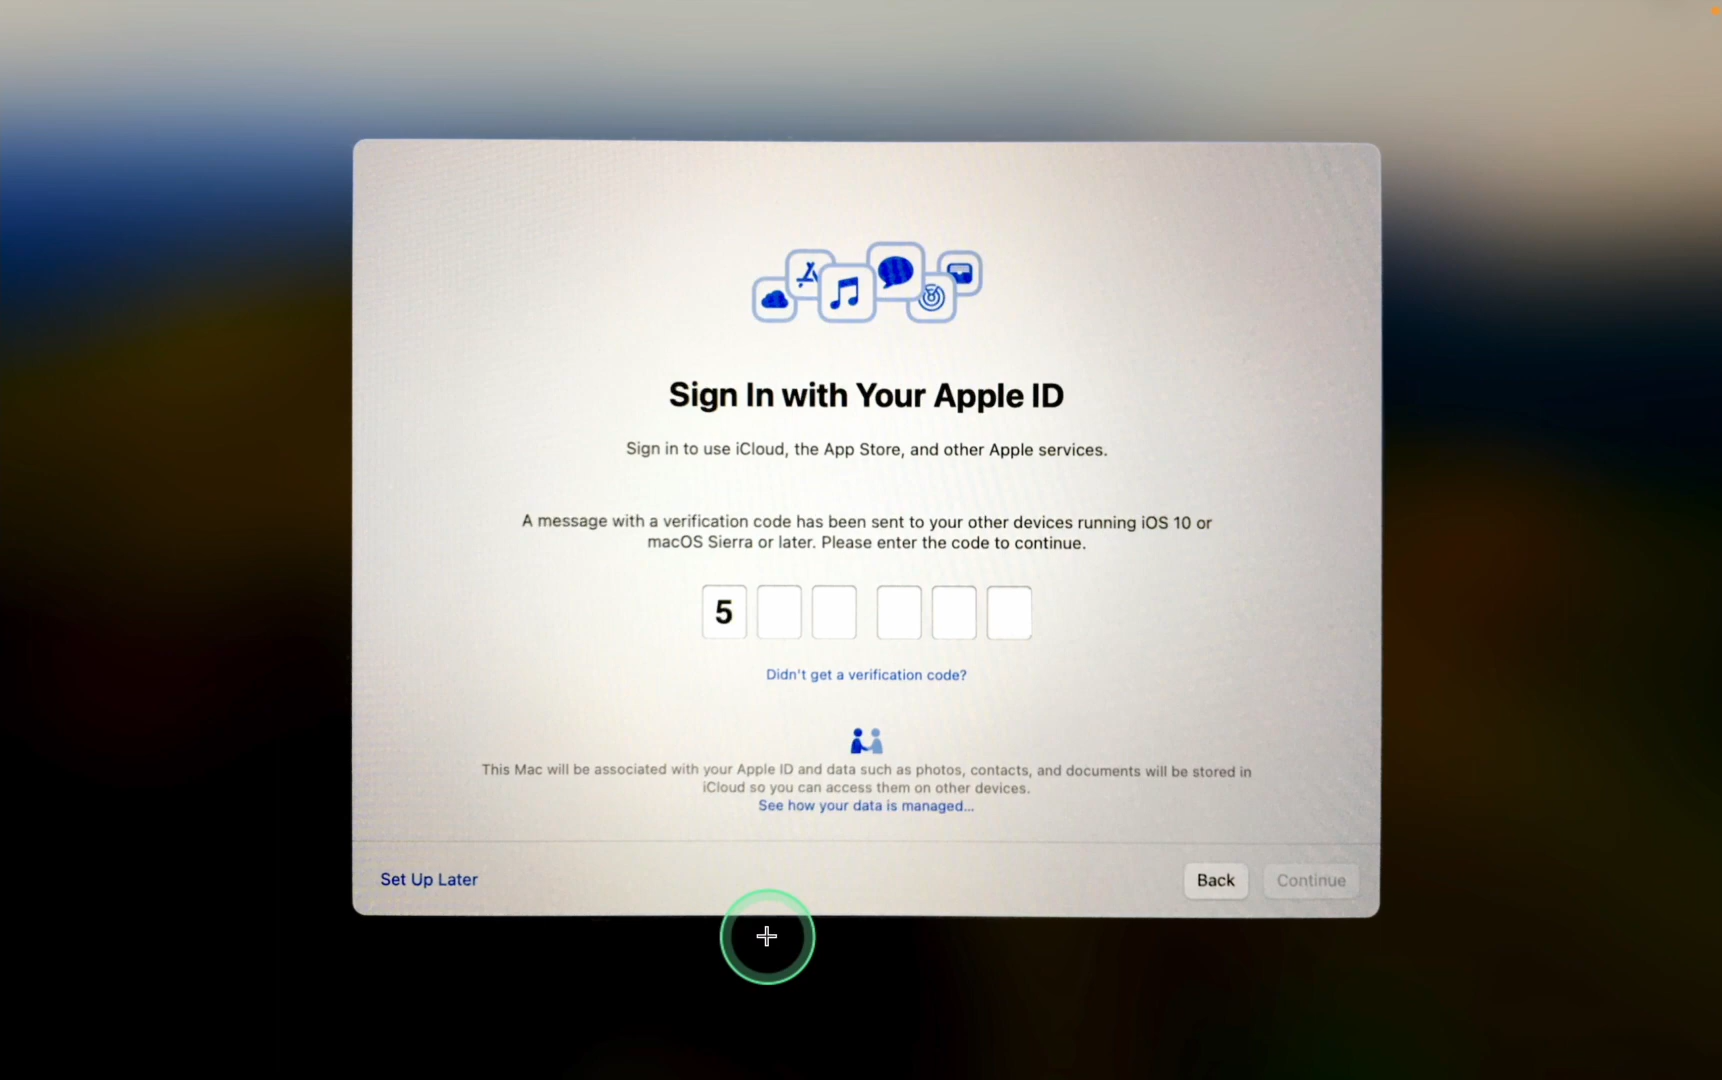 Sign In with Your Apple ID
Sign in to use iCloud, the App Store, and other Apple services.
A message with a verification code has been sent to your other devices running iOS 10 or
macOS Sierra or later. Please enter the code to continue.
5
Didn't get a verification code?
This Mac will be associated with your Apple ID and data such as photos, contacts, and documents will be stored in
iCloud so you can access them on other devices.
See how your data is managed...
Set Up Later
Back
Continue